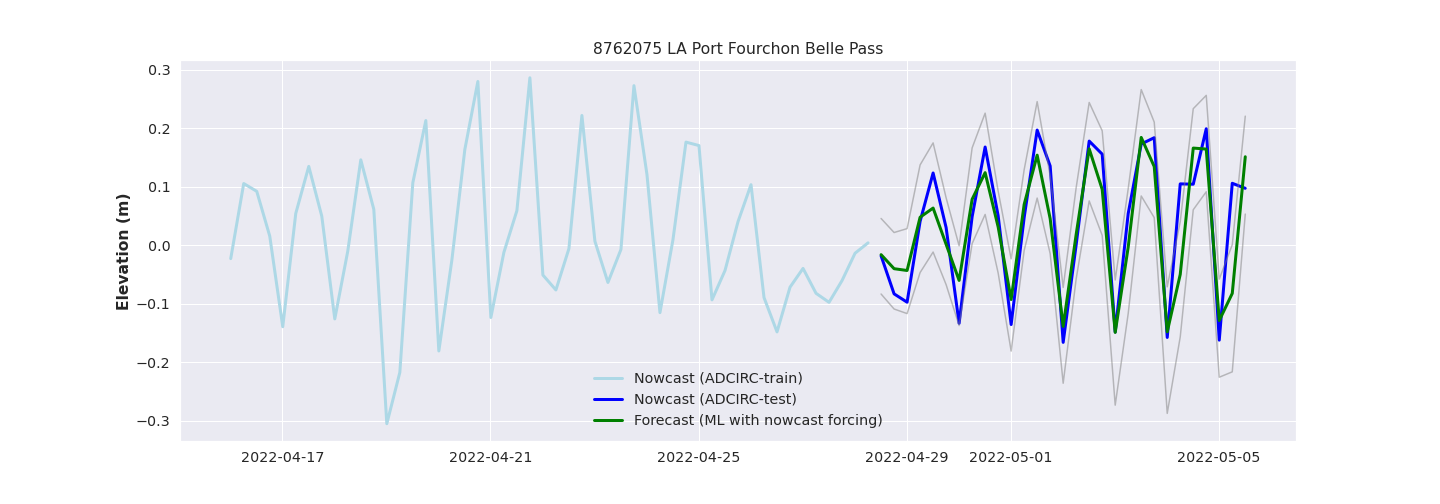 8762075 LA Port Fourchon Belle Pass
Elevation (m)
0.3
0.2
0.1
0.0
−0.1
−0.2
−0.3
Nowcast (ADCIRC-train)
Nowcast (ADCIRC-test)
Forecast (ML with nowcast forcing)
2022-04-17 2022-04-21 2022-04-25 2022-04-29 2022-05-01 2022-05-05